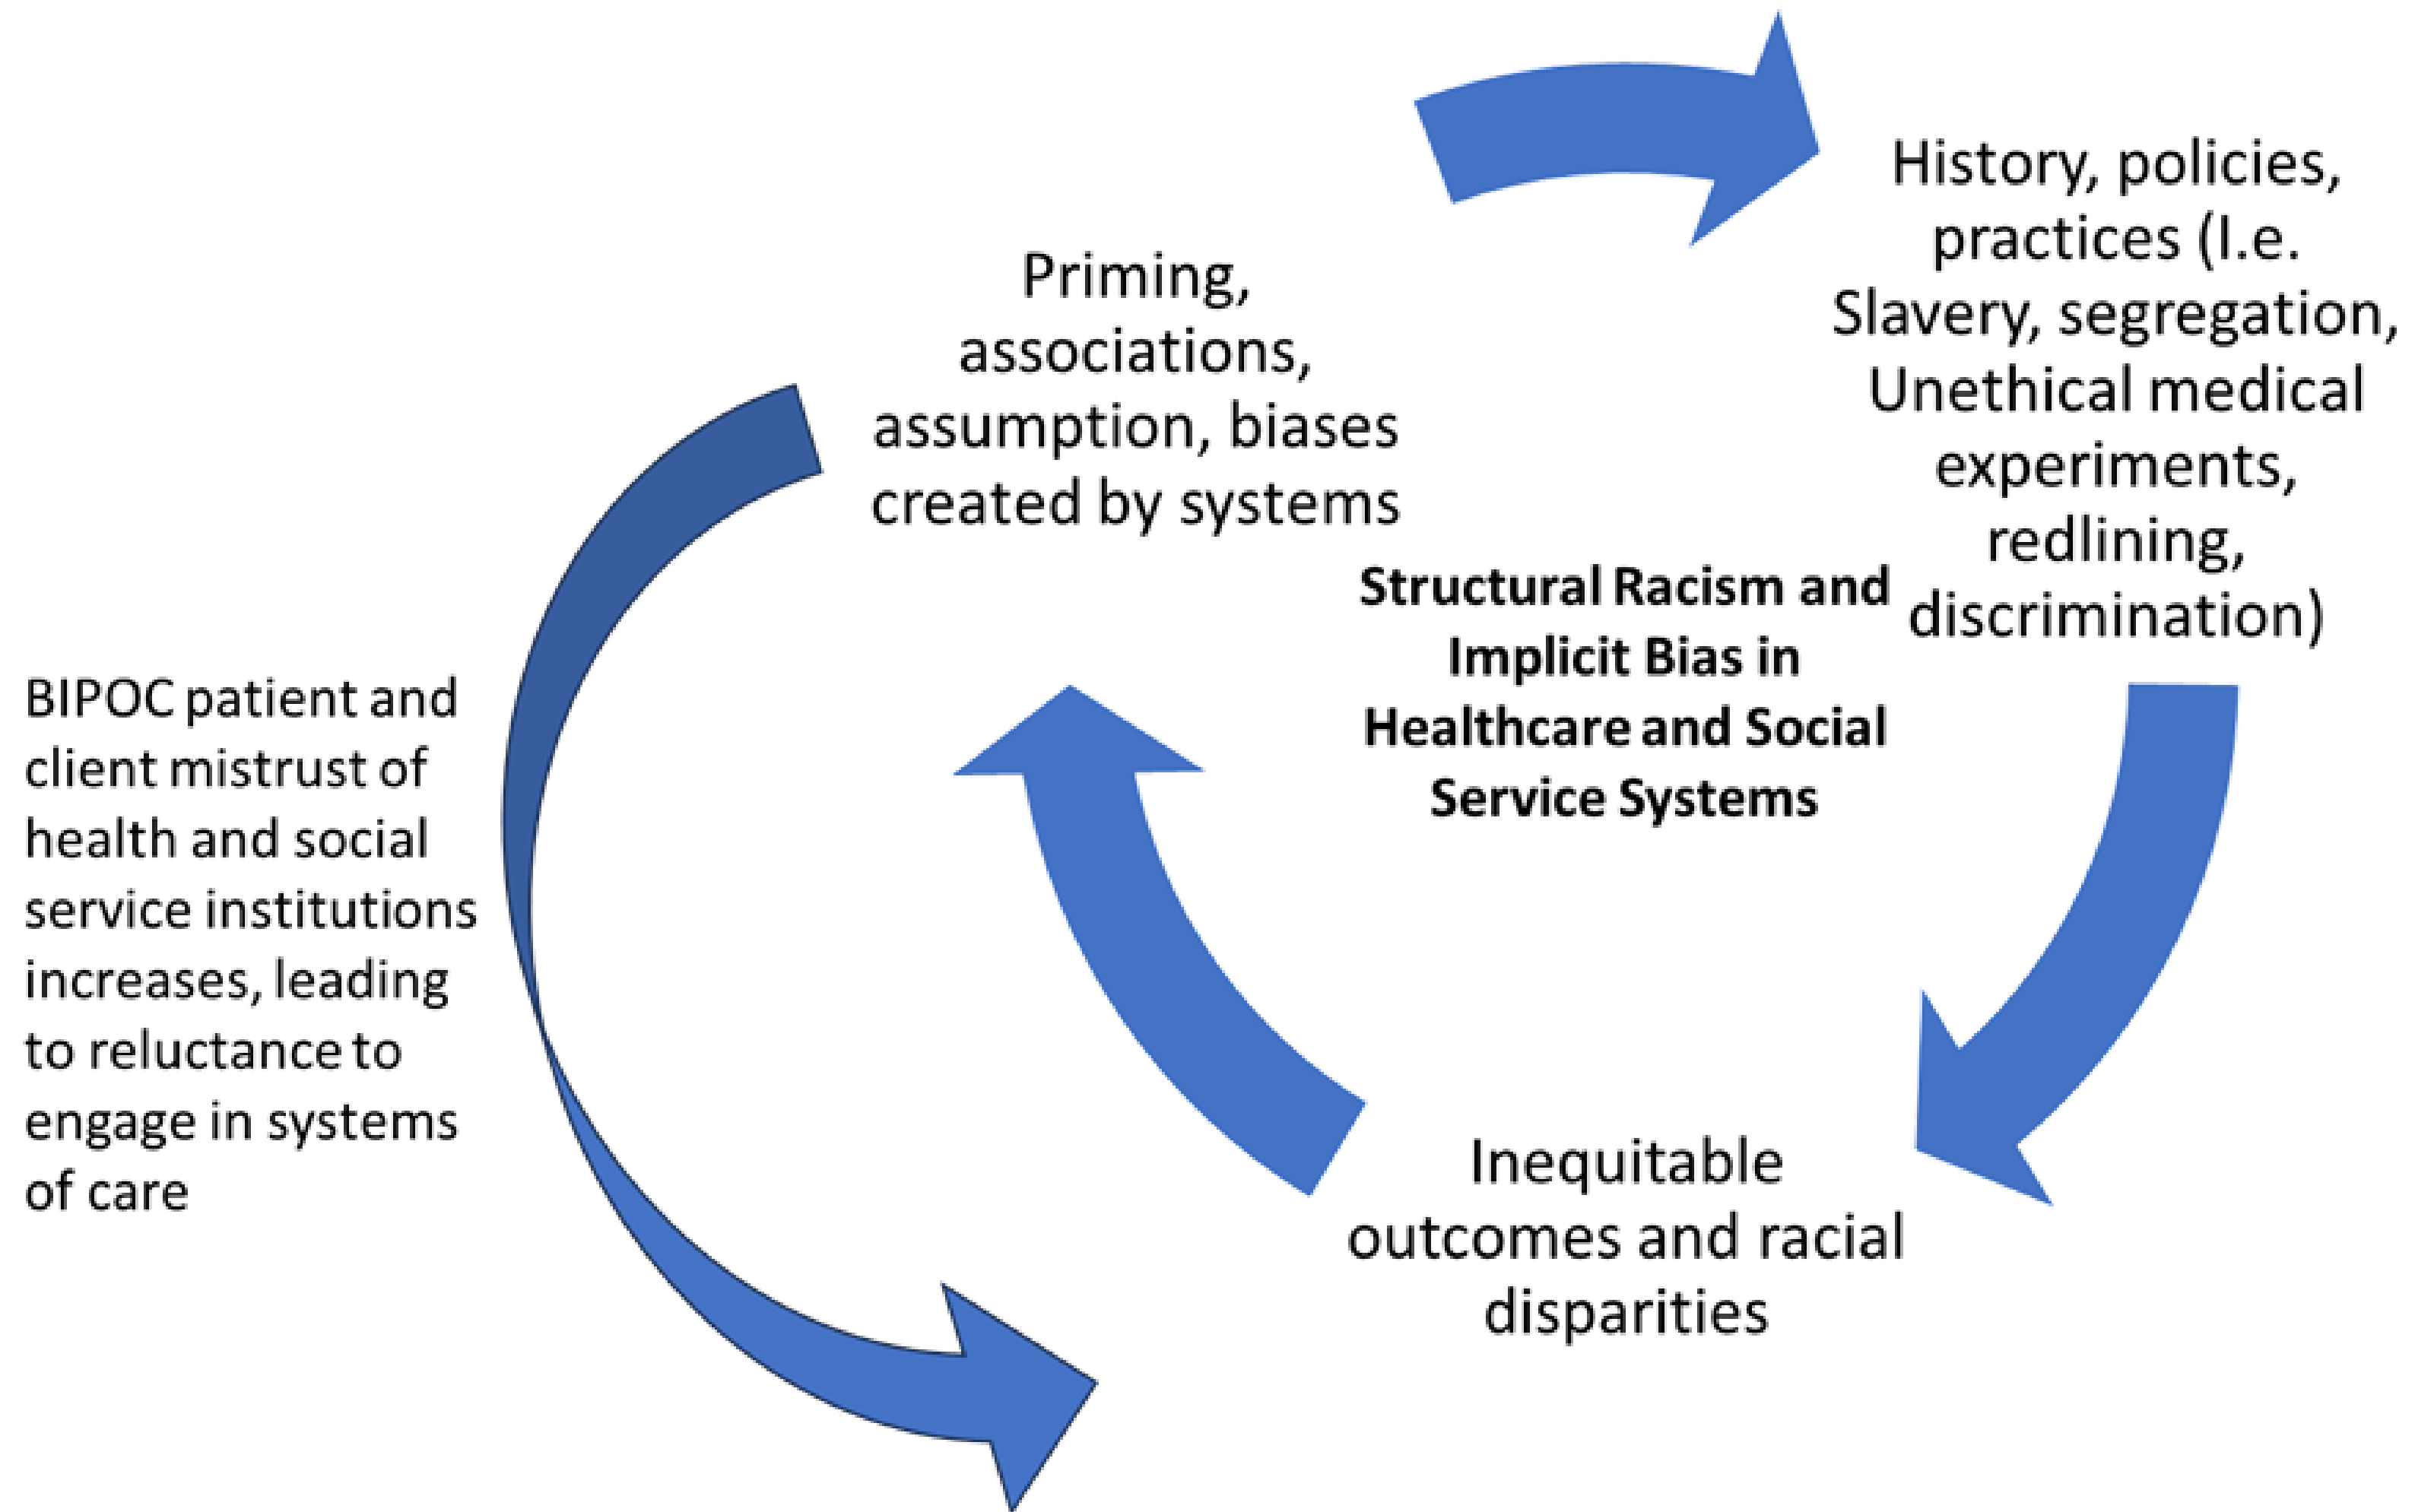 Priming,
associations,
assumption, biases
created by systems
History, policies,
practices (I.e.
Slavery, segregation,
Unethical medical
experiments,
redlining,
discrimination)
Structural Racism and
Implicit Bias in
Healthcare and Social
Service Systems
BIPOC patient and
client mistrust of
health and social
service institutions
increases, leading
to reluctance to
engage in systems
of care
Inequitable
outcomes and racial
disparities